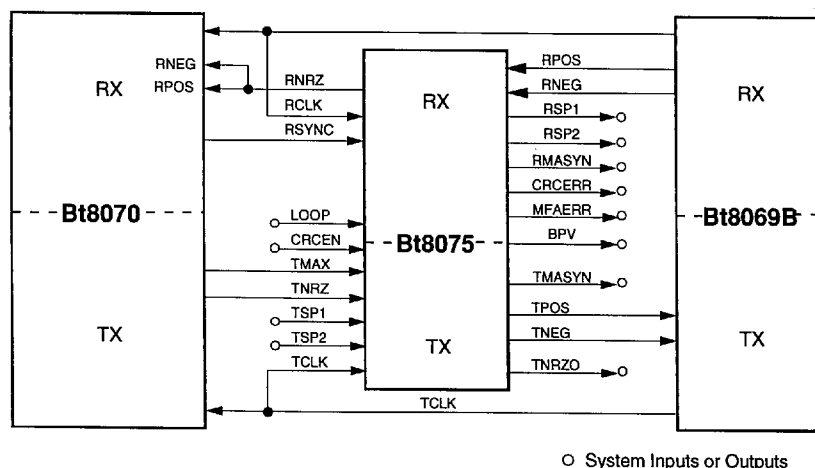 RNEG
RPOS
RX
RNRZ
RCLK
RSYNC
Bt8070
LOOP
CRCEN
TMAX
TNRZ
TSP1
TSP2
TCLK
TX
RX
Bt8075
TX
RPOS
RNEG
RSP1
RSP2
RMASYN
CRCERR
MFAERR
BPV
TMASYN
TPOS
TNEG
TNRZO
TCLK
RX
Bt8069B
TX
System Inputs or Outputs